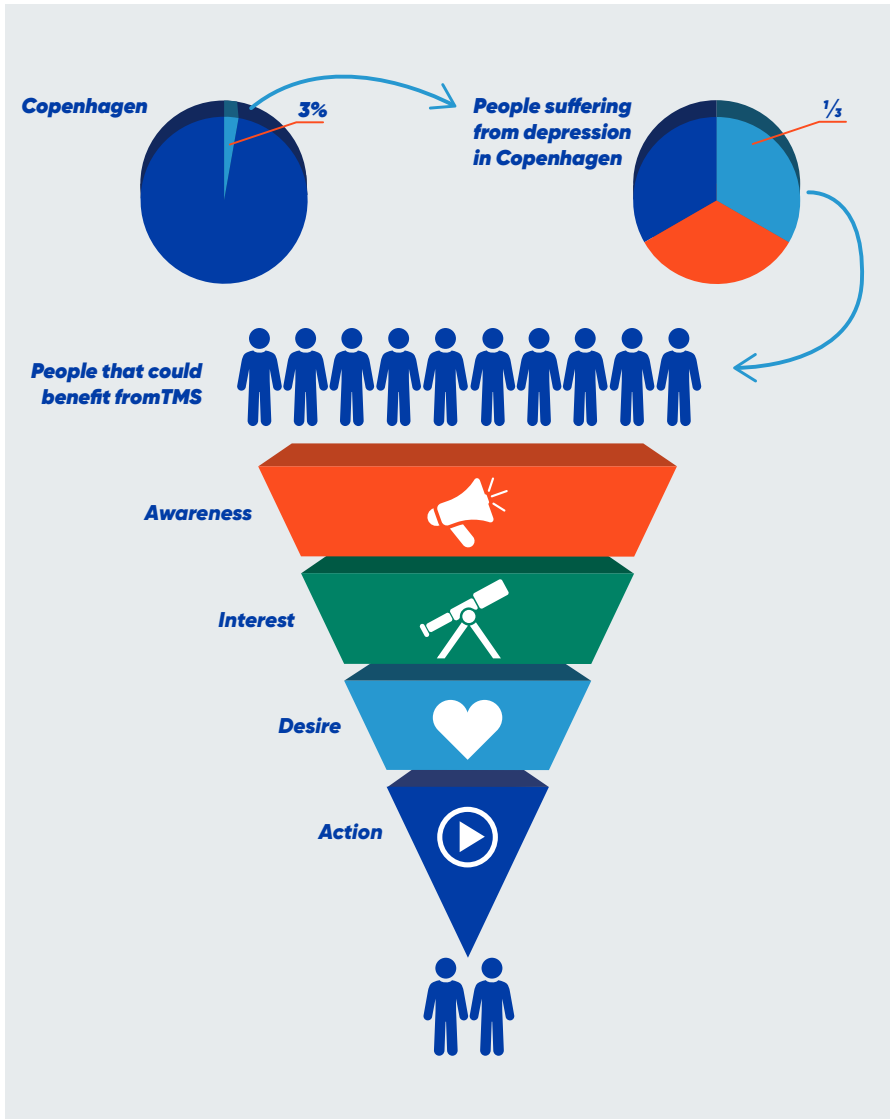 Copenhagen
3%
People suffering
from depression
in Copenhagen
⅓
People that could
benefit fromTMS
Awareness
Interest
Desire
Action